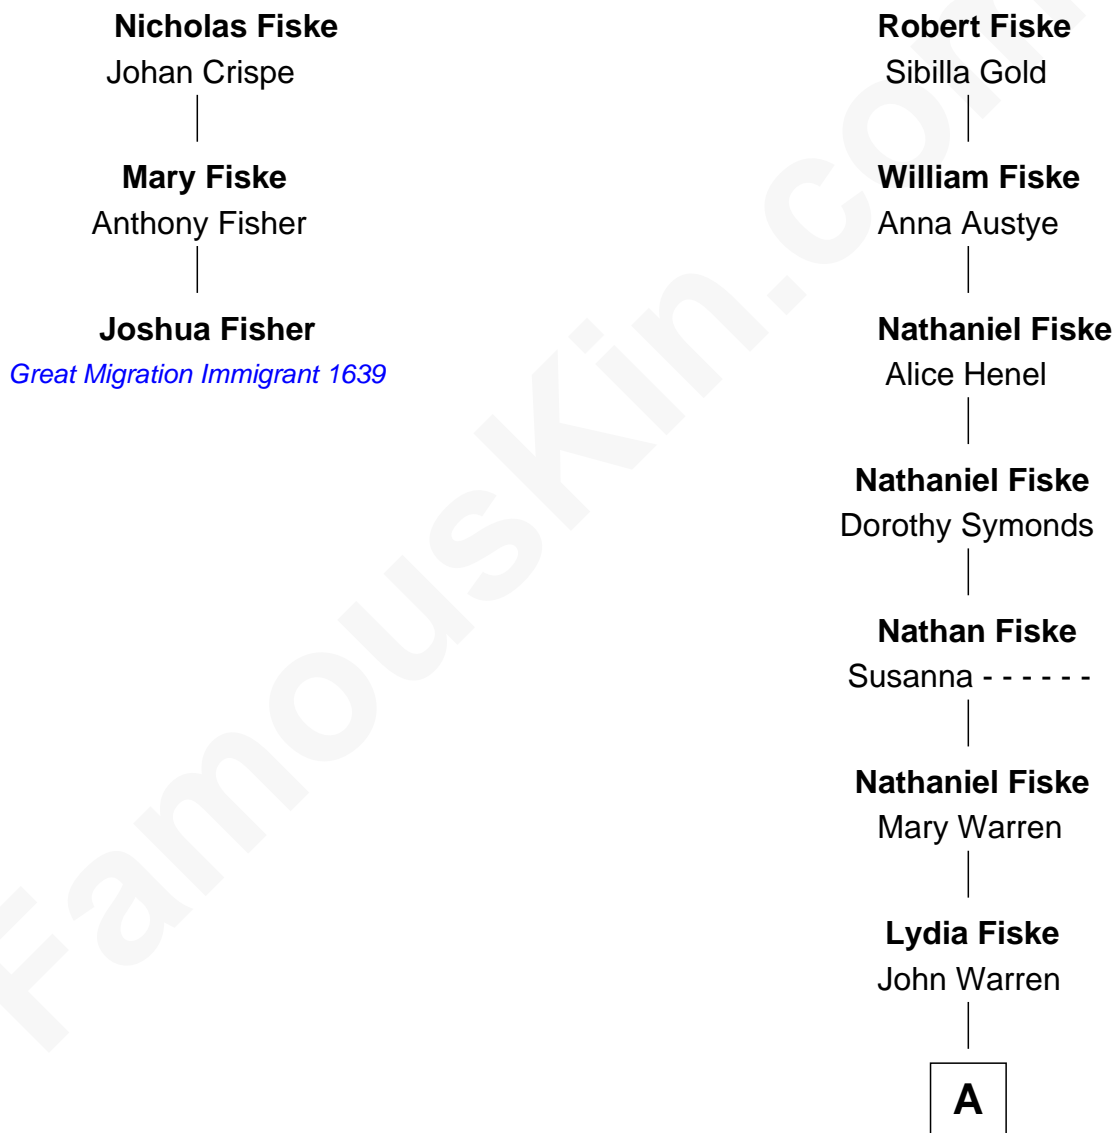 Nicholas Fiske
Johan Crispe
Mary Fiske
Anthony Fisher
Joshua Fisher
Great Migration Immigrant 1639
Robert Fiske
Sibilla Gold
William Fiske
Anna Austye
Nathaniel Fiske
Alice Henel
Nathaniel Fiske
Dorothy Symonds
Nathan Fiske
Susanna - - - - - -
Nathaniel Fiske
Mary Warren
Lydia Fiske
John Warren
A
FamousKin.com